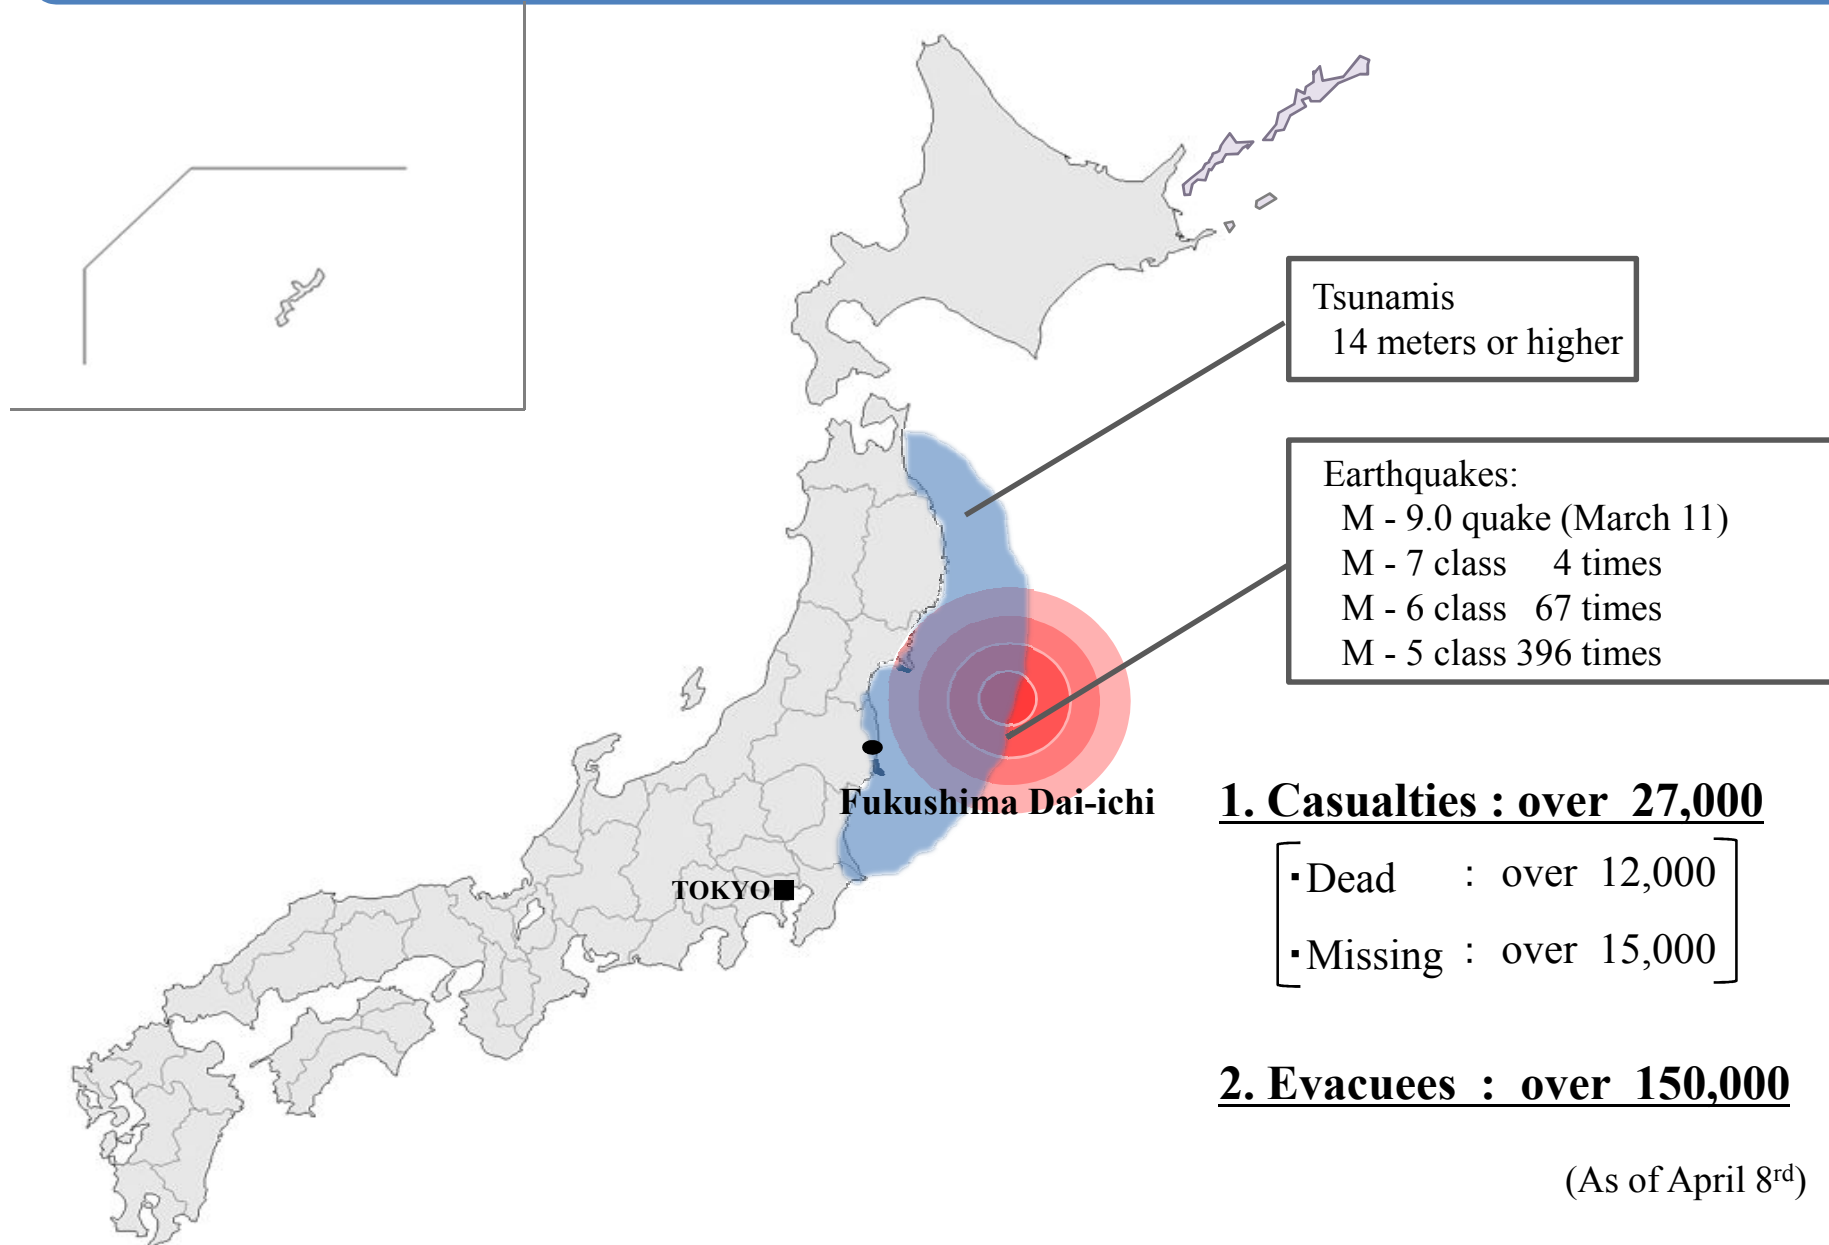 Tsunamis
14 meters or higher
Earthquakes:
M - 9.0 quake (March 11)
M - 7 class 4 times
M - 6 class 67 times
M - 5 class 396 times
Fukushima Dai-ichi
TOKYO
1. Casualties : over 27,000
・Dead : over 12,000
・Missing : over 15,000
2. Evacuees : over 150,000
(As of April 8rd)